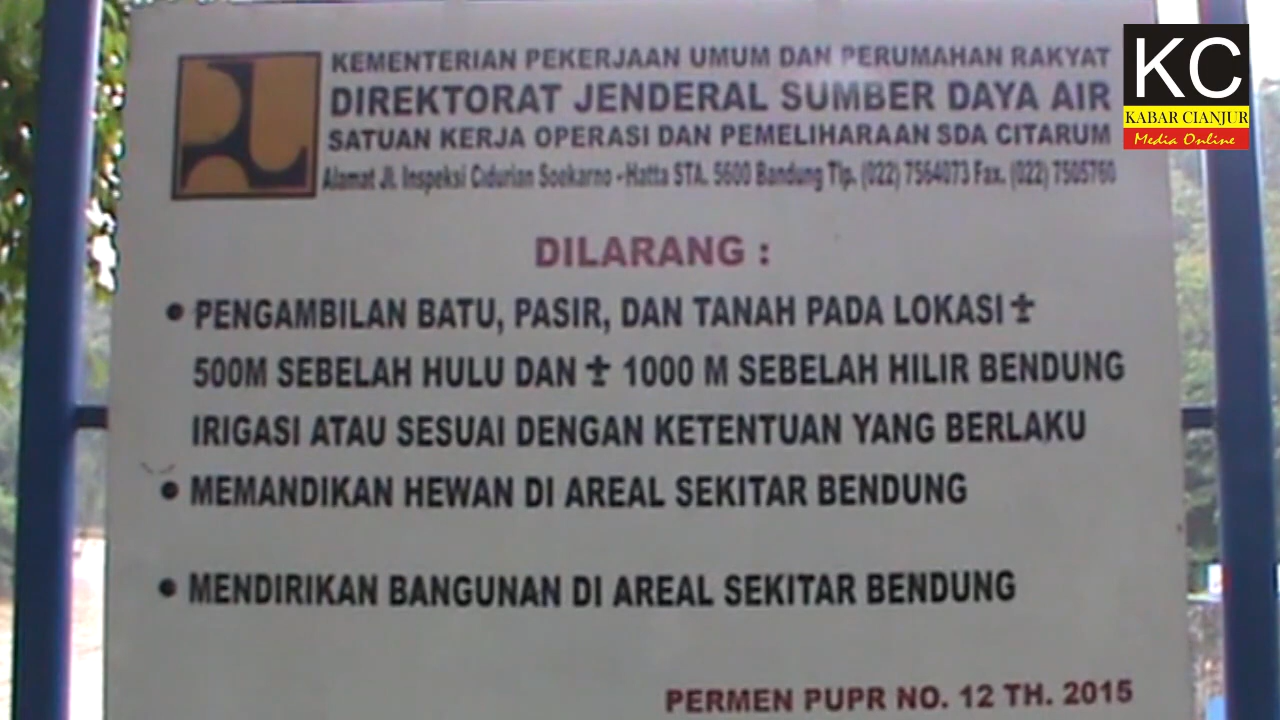 KEMENTERIAN PEKERJAAN UMUM DAN PERUMAHAN RAKYAT
DIREKTORAT JENDERAL SUMBER DAYA AIR
SATUAN KERJA OPERASI DAN PEMELIHARAAN SDA CITARUM
Alamat Jl. Inspeksi Cidurian Soekarno -Hatta STA. 5600 Bandung Tlp. (022) 7564073 Fax. (022) 7505760
KC
KABAR CIANJUR
Media Online
DILARANG :
• PENGAMBILAN BATU, PASIR, DAN TANAH PADA LOKASI ±
500M SEBELAH HULU DAN ± 1000 M SEBELAH HILIR BENDUNG
IRIGASI ATAU SESUAI DENGAN KETENTUAN YANG BERLAKU
• MEMANDIKAN HEWAN DI AREAL SEKITAR BENDUNG
• MENDIRIKAN BANGUNAN DI AREAL SEKITAR BENDUNG
PERMEN PUPR NO. 12 TH. 2015